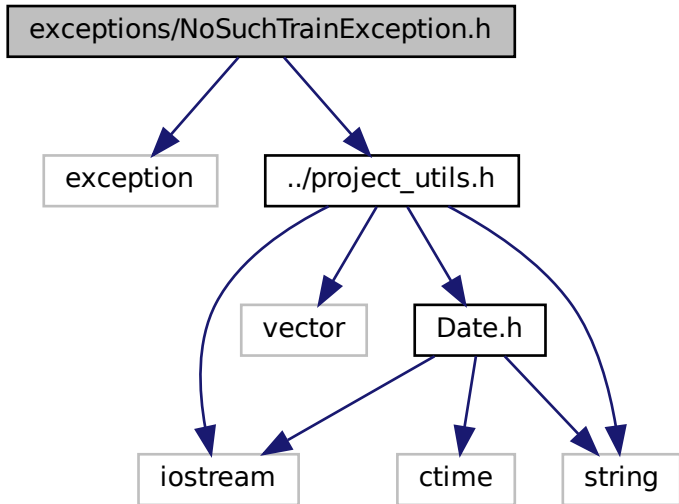 exceptions/NoSuchTrainException.h
exception
../project_utils.h
vector
Date.h
iostream
ctime
string